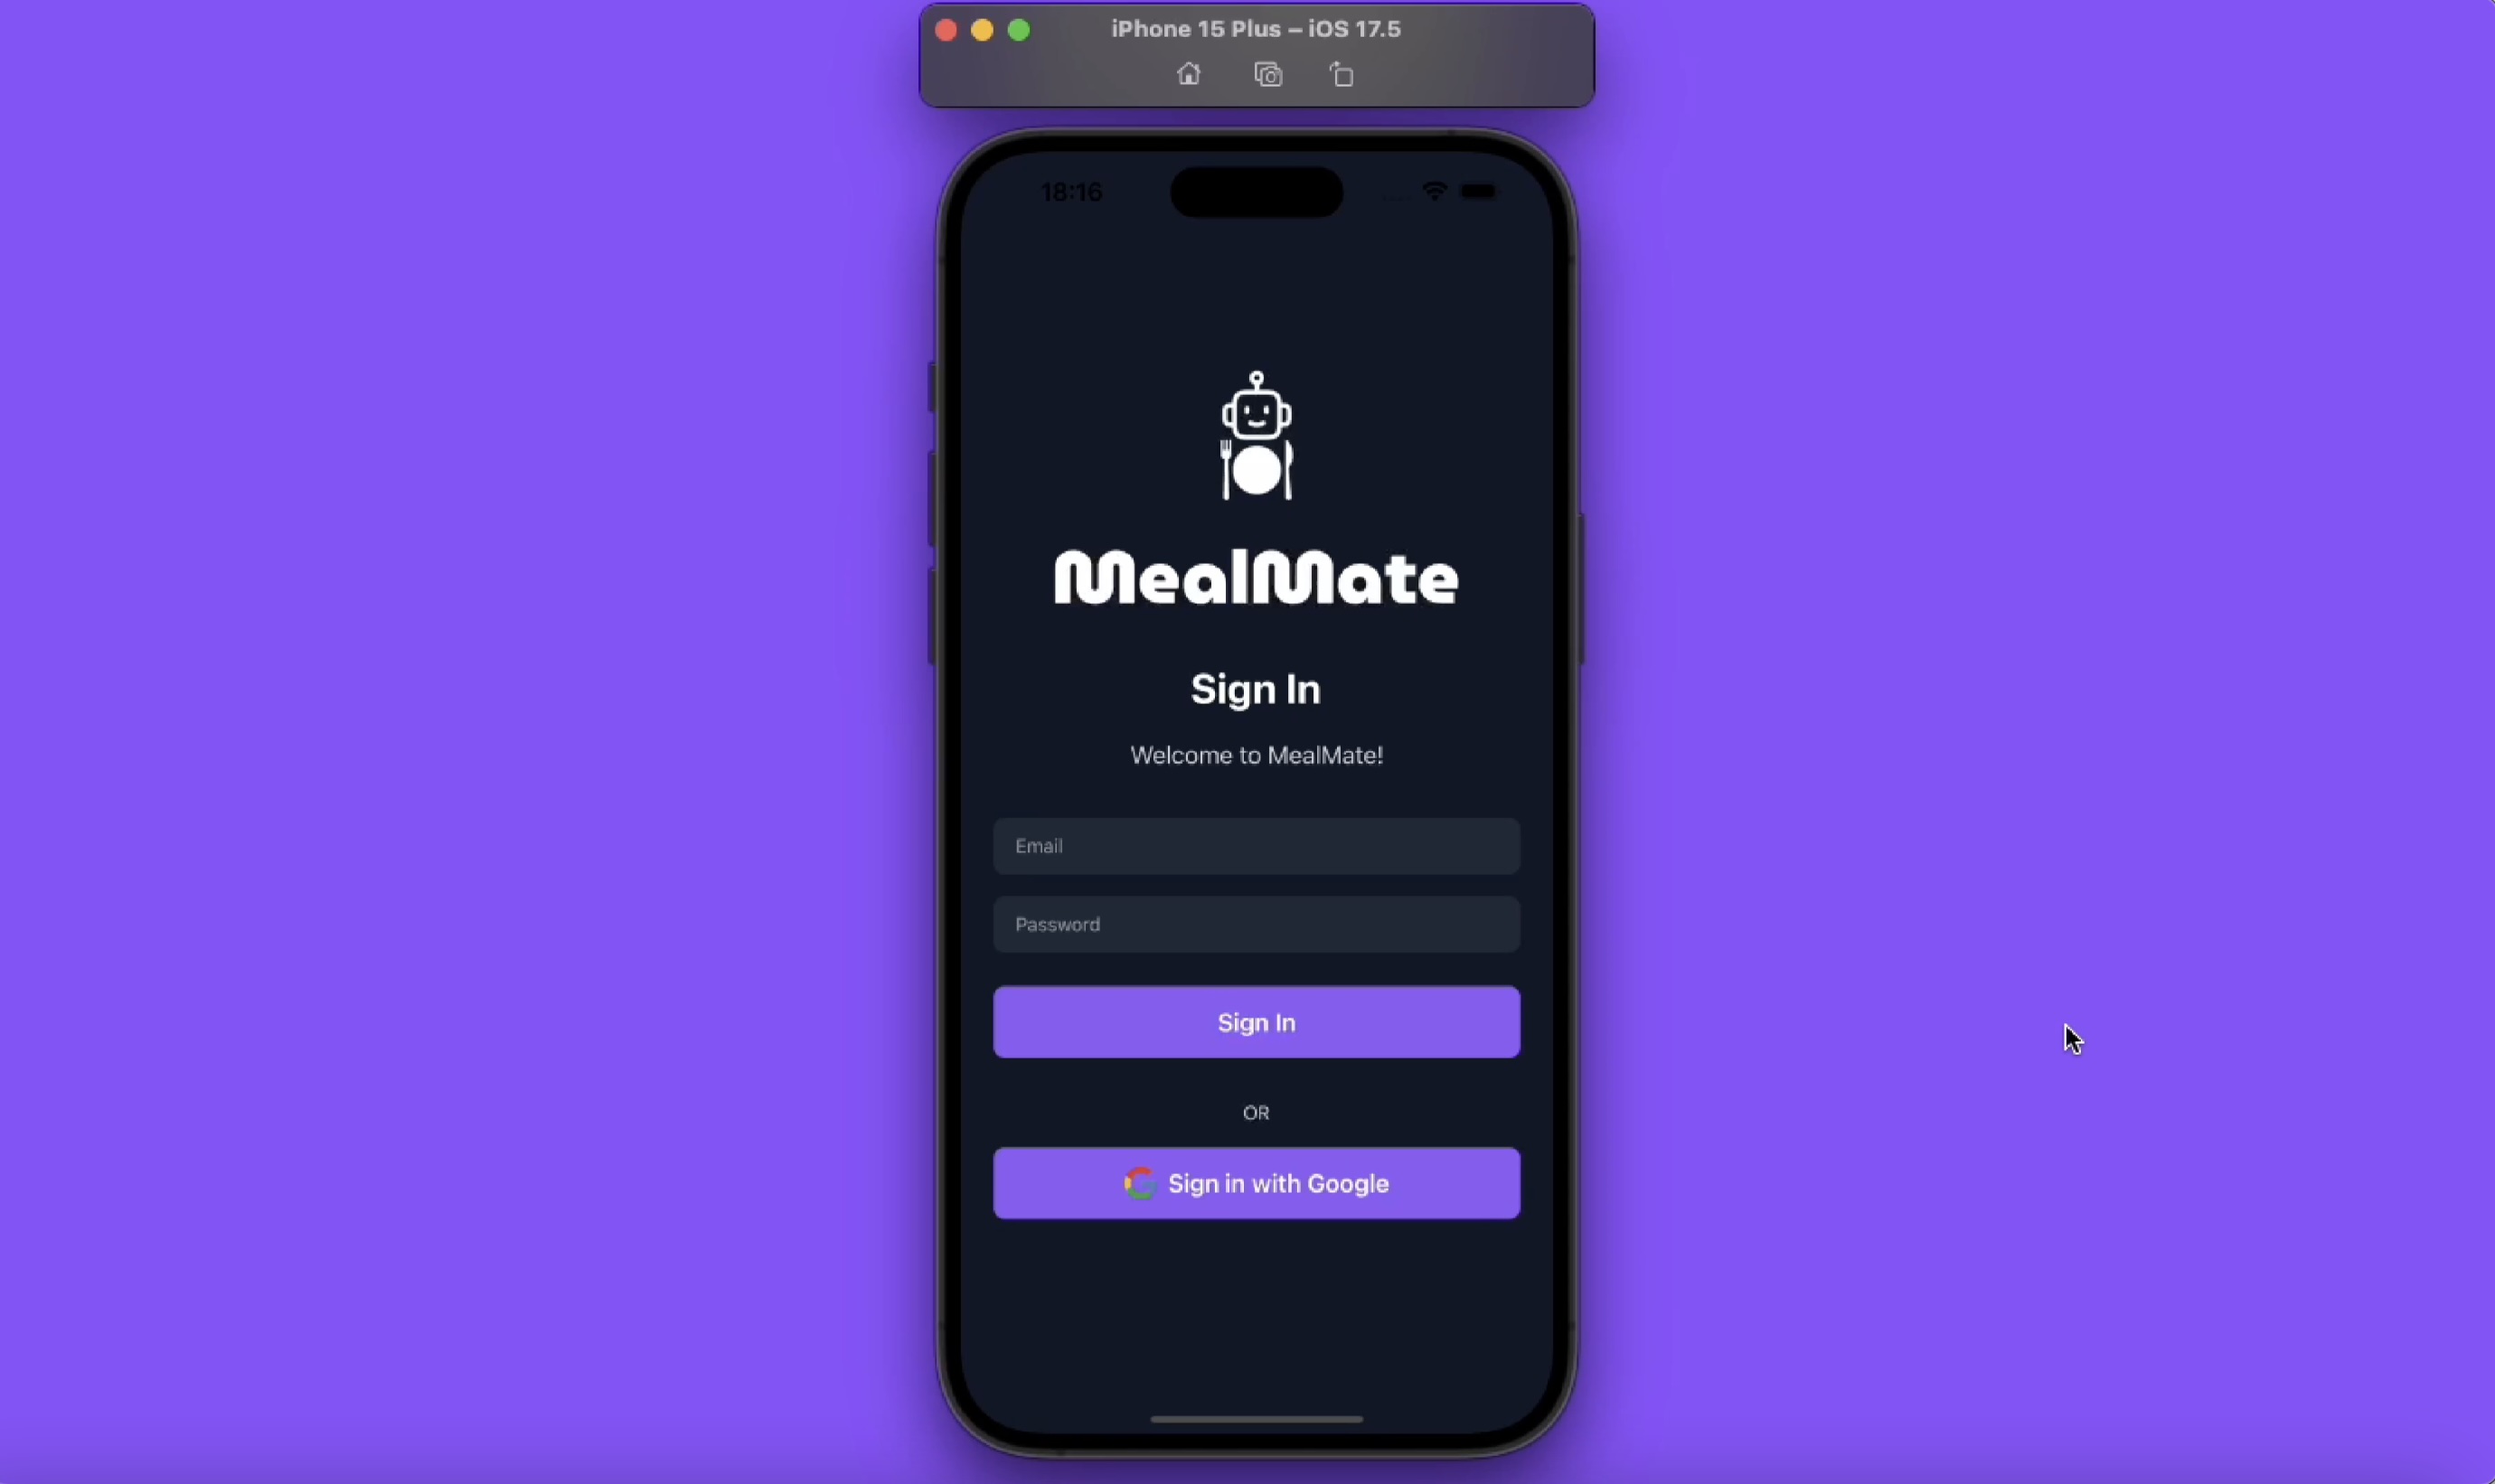 iPhone 15 Plus – iOS 17.5
18:16
MealMate
Sign In
Welcome to MealMate!
Email
Password
Sign In
OR
Sign in with Google